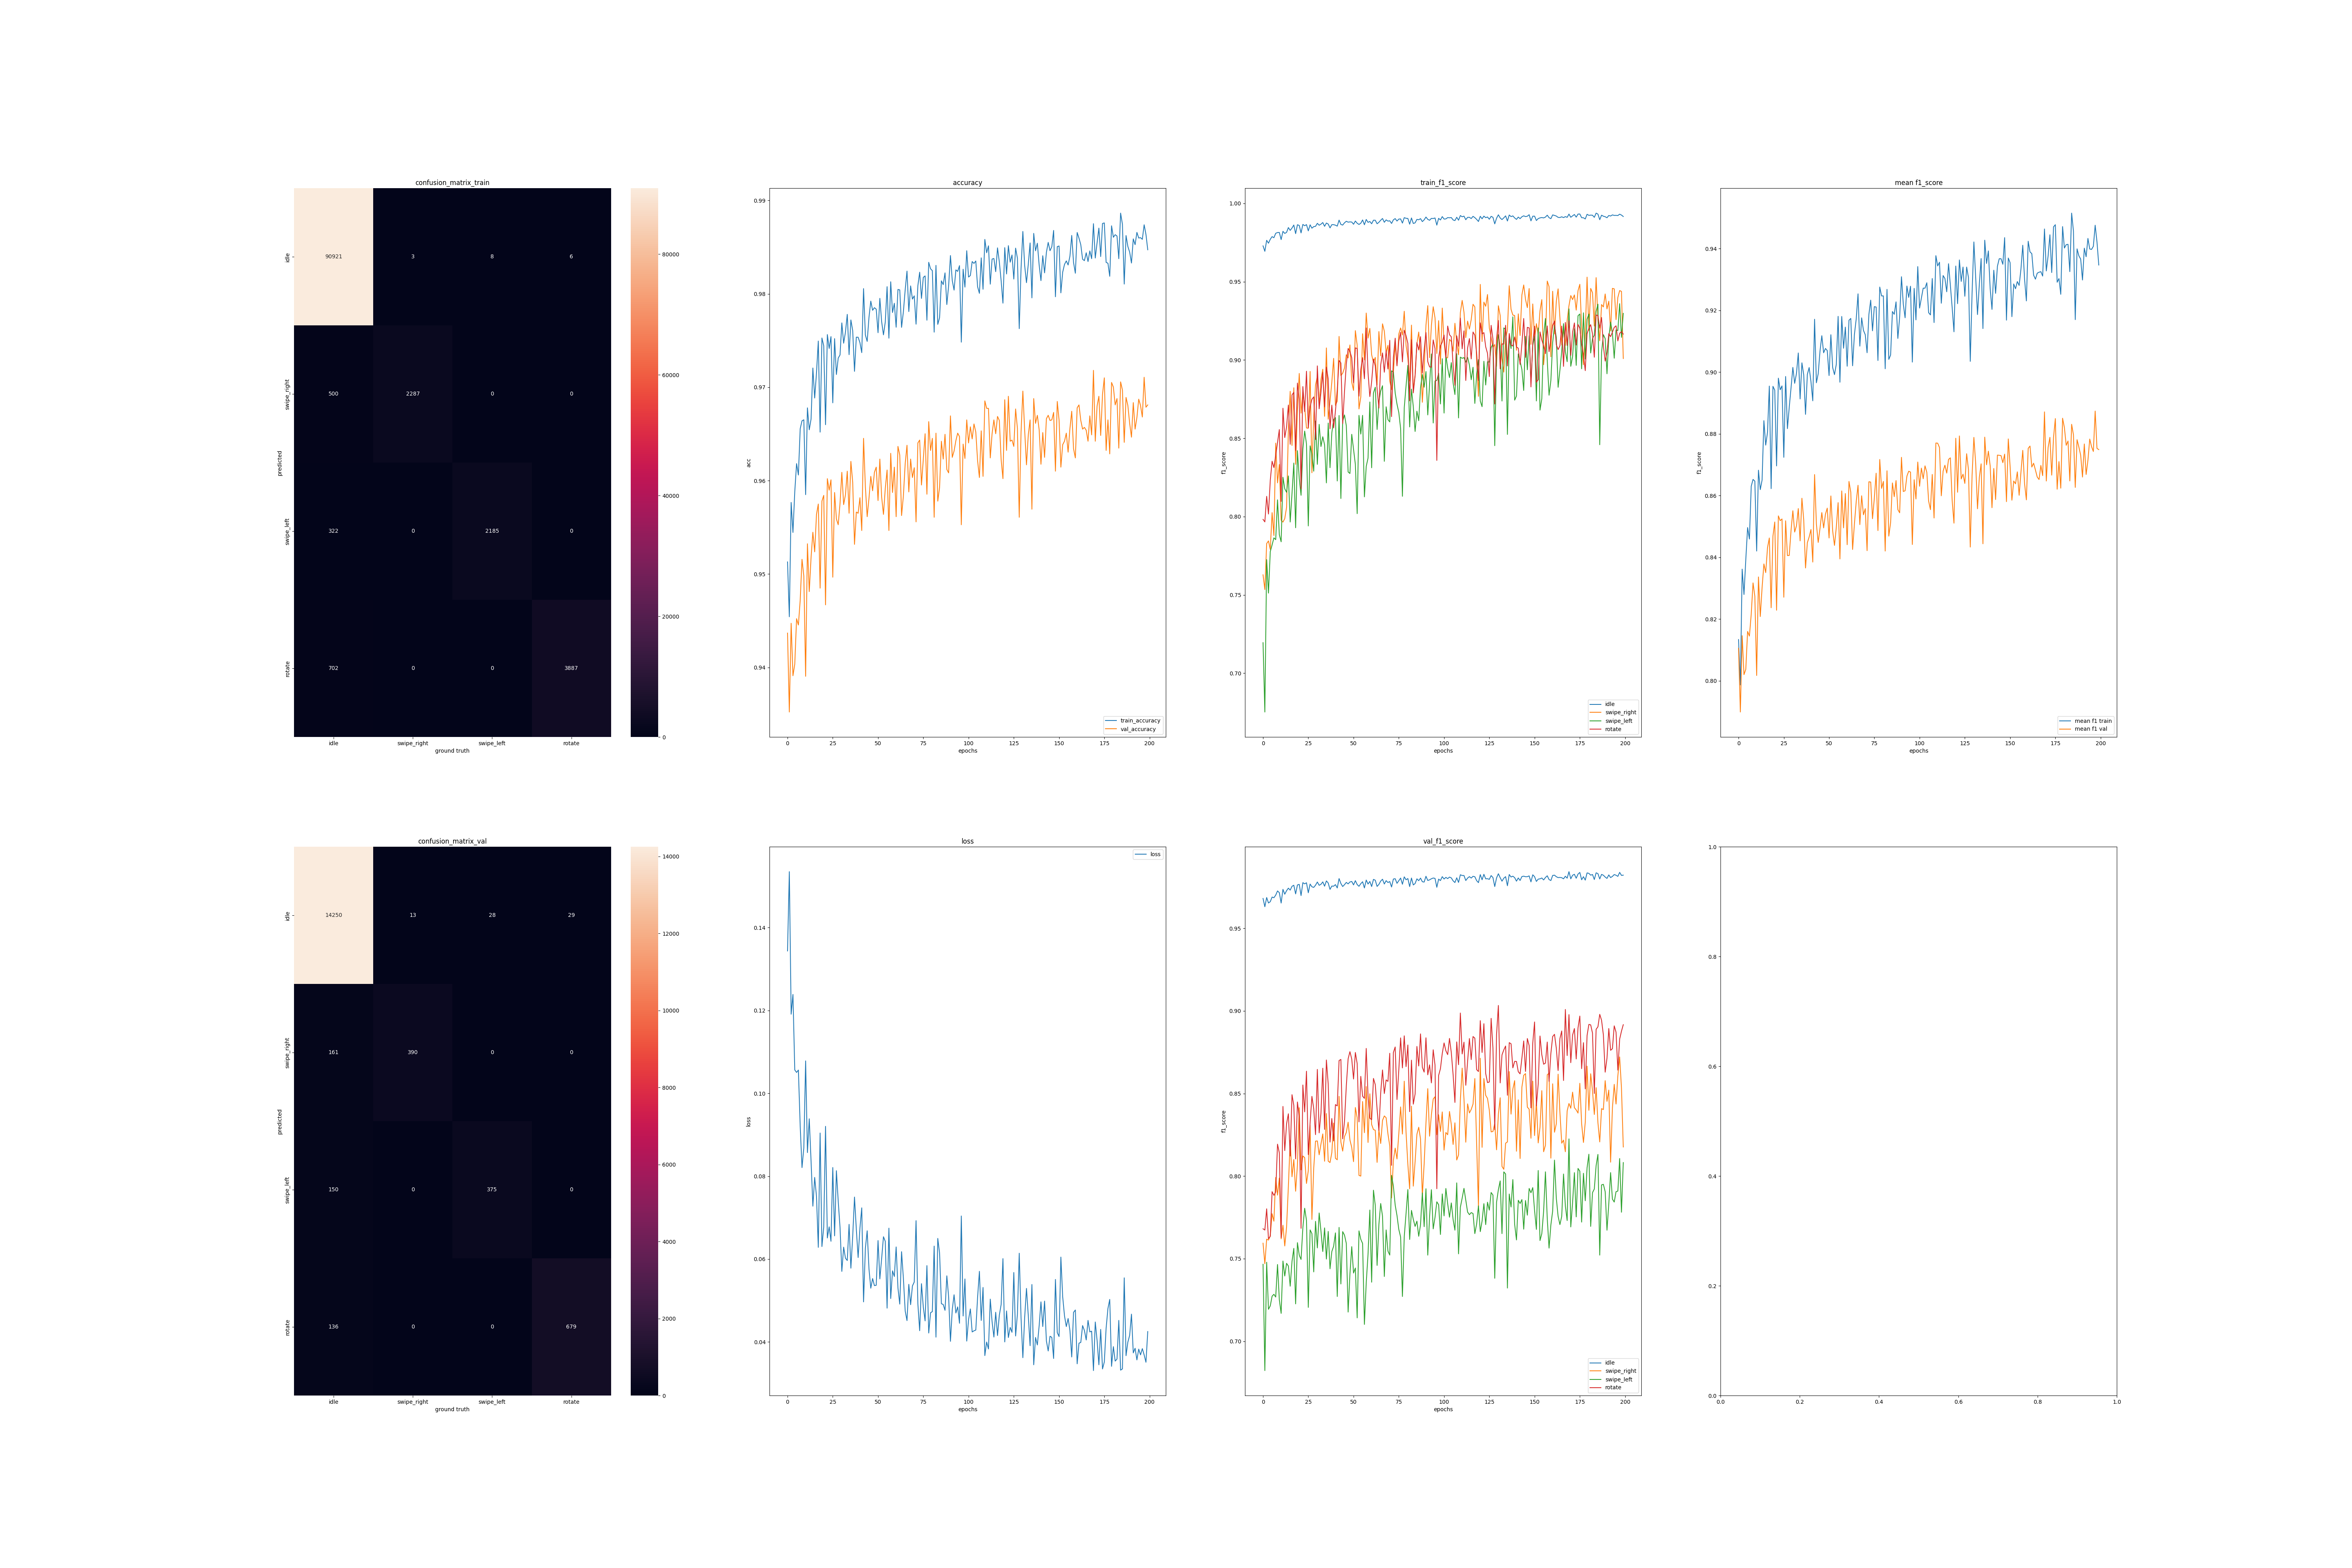 confusion_matrix_train
idle
swipe_right
swipe_left
rotate
predicted
90921 3 8 6
500 2287 0 0
322 0 2185 0
702 0 0 3887
idle swipe_right swipe_left rotate
ground truth
80000
60000
40000
20000
0
accuracy
0.99
0.98
0.97
0.96
0.95
0.94
acc
train_accuracy
val_accuracy
0 25 50 75 100 125 150 175 200
epochs
train_f1_score
1.00
0.95
0.90
0.85
0.80
0.75
0.70
f1_score
idle
swipe_right
swipe_left
rotate
0 25 50 75 100 125 150 175 200
epochs
mean f1_score
0.94
0.92
0.90
0.88
0.86
0.84
0.82
0.80
f1_score
mean f1 train
mean f1 val
0 25 50 75 100 125 150 175 200
epochs
confusion_matrix_val
idle
swipe_right
swipe_left
rotate
predicted
14250 13 28 29
161 390 0 0
150 0 375 0
136 0 0 679
idle swipe_right swipe_left rotate
ground truth
14000
12000
10000
8000
6000
4000
2000
0
loss
loss
0.14
0.12
0.10
0.08
0.06
0.04
loss
0 25 50 75 100 125 150 175 200
epochs
val_f1_score
0.95
0.90
0.85
0.80
0.75
0.70
f1_score
idle
swipe_right
swipe_left
rotate
0 25 50 75 100 125 150 175 200
epochs
1.0
0.8
0.6
0.4
0.2
0.0
0.0 0.2 0.4 0.6 0.8 1.0